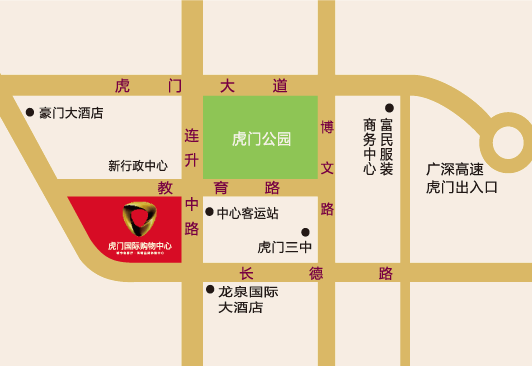 虎门大道
豪门大酒店
连升中路
虎门公园
博文路
富民服装
商务中心
新行政中心
广深高速
虎门出入口
教育路
中心客运站
虎门三中
虎门国际购物中心
长德路
龙泉国际
大酒店